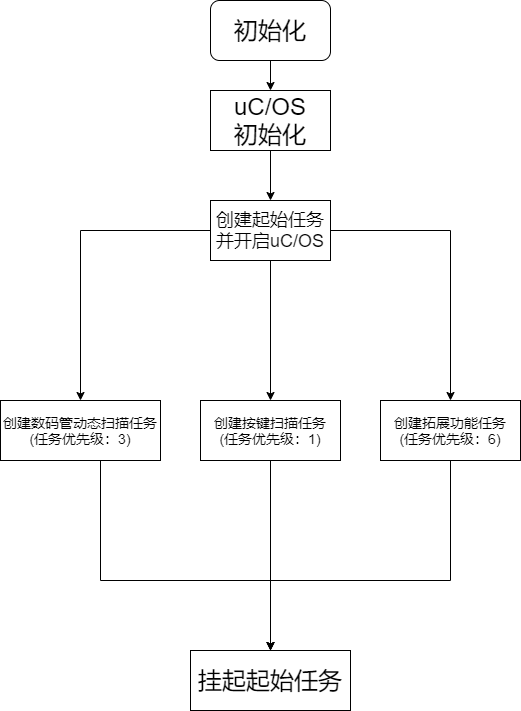 初始化
uC/OS
初始化
创建起始任务
并开启uC/OS
创建数码管动态扫描任务
(任务优先级：3)
创建按键扫描任务
(任务优先级：1)
创建拓展功能任务
(任务优先级：6)
挂起起始任务